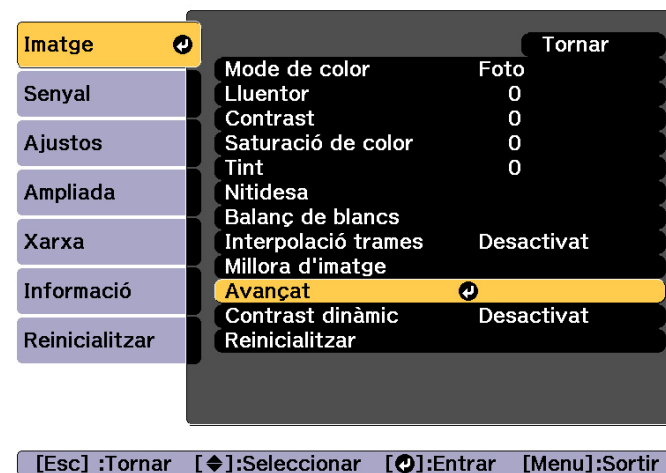 Imatge
Senyal
Ajustos
Ampliada
Xarxa
Informació
Reinicialitzar
Tornar
Mode de color Foto
Lluentor 0
Contrast 0
Saturació de color 0
Tint 0
Nitidesa
Balanç de blancs
Interpolació trames Desactivat
Millora d'imatge
Avançat
Contrast dinàmic Desactivat
Reinicialitzar
[Esc] :Tornar [◆]:Seleccionar [↵]:Entrar [Menu]:Sortir